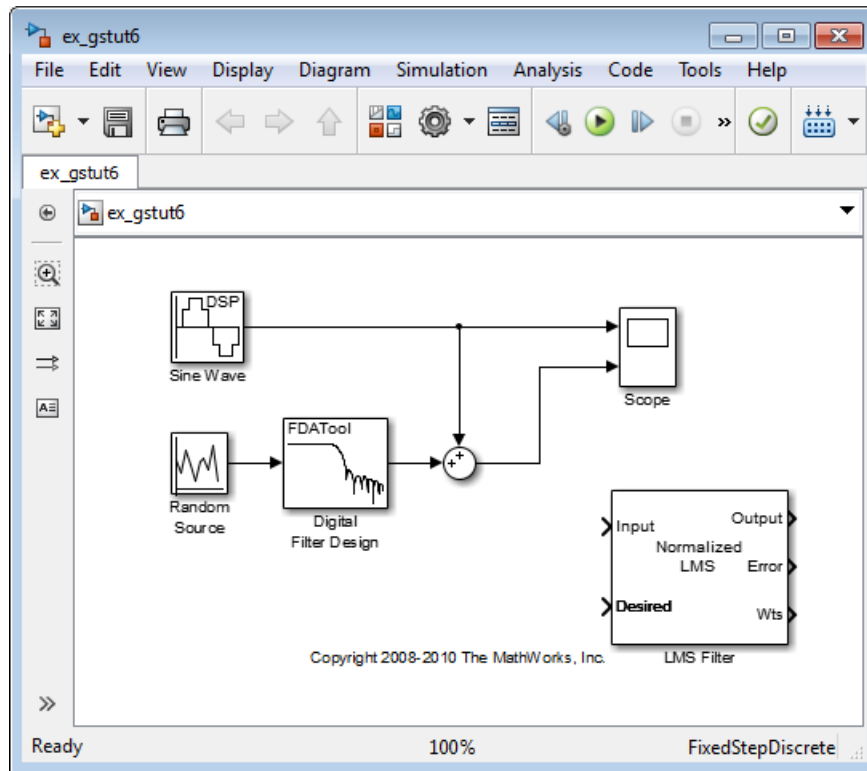 ex_gstut6
File Edit View Display Diagram Simulation Analysis Code Tools Help
ex_gstut6
ex_gstut6
DSP
Sine Wave
Scope
FDATool
Random
Source
Digital
Filter Design
++
Input
Output
Normalized
LMS
Error
Desired
Wts
Copyright 2008-2010 The MathWorks, Inc.
LMS Filter
Ready 100% FixedStepDiscrete